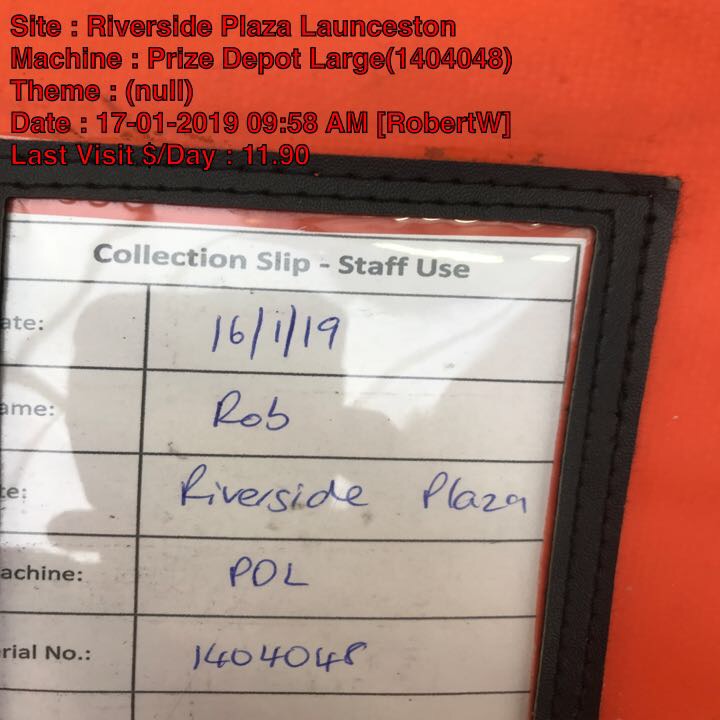 Site : Riverside Plaza Launceston
Machine : Prize Depot Large(1404048)
Theme : (null)
Date : 17-01-2019 09:58 AM [RobertW]
Last Visit $/Day : 11.90
Collection Slip - Staff Use
ate: 16/1/19
ame: Rob
te: Riverside Plaza
achine: PDL
rial No.: 1404048